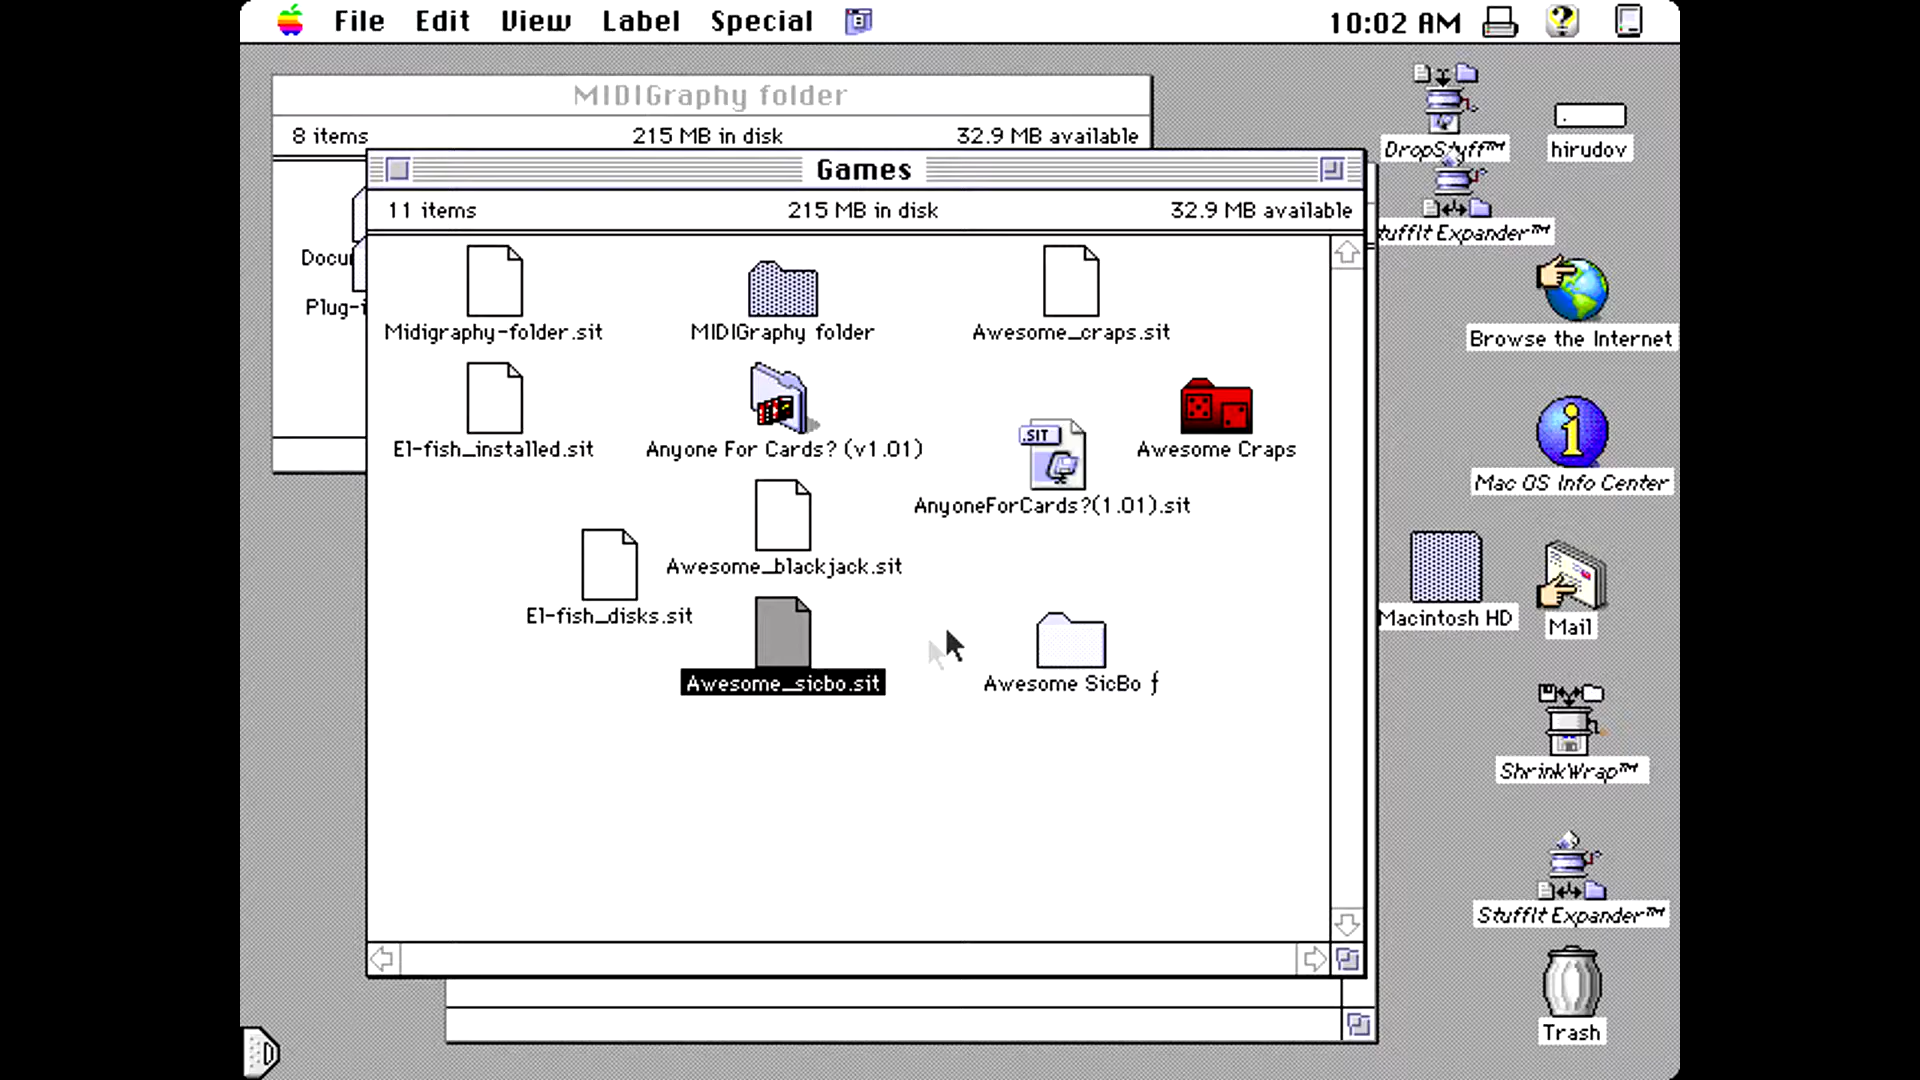 File Edit View Label Special 10:02 AM
MIDIGraphy folder
8 items 215 MB in disk 32.9 MB available
Games
11 items 215 MB in disk 32.9 MB available
Midigraphy-folder.sit MIDIGraphy folder Awesome_craps.sit
El-fish_installed.sit Anyone For Cards? (v1.01) Awesome Craps
.SIT
AnyoneForCards?(1.01).sit
Awesome_blackjack.sit
El-fish_disks.sit
Awesome_sicbo.sit Awesome SicBo ƒ
Docu
Plug-i
DropStuff™ hirudov
tuffIt Expander™
Browse the Internet
Mac OS Info Center
Macintosh HD Mail
ShrinkWrap™
StuffIt Expander™
Trash